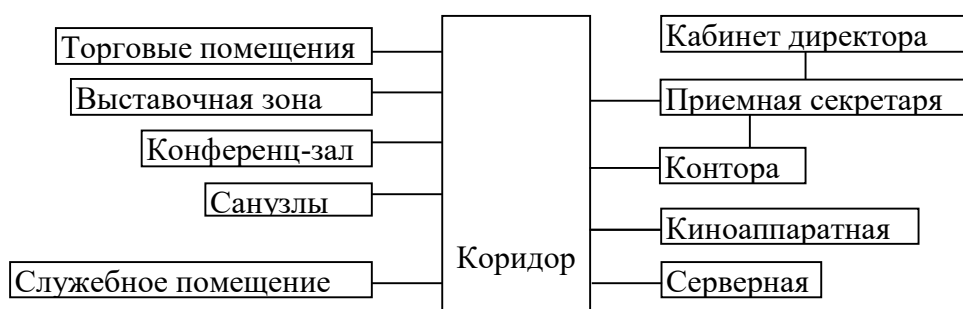 Торговые помещения
Выставочная зона
Конференц-зал
Санузлы
Служебное помещение
Коридор
Кабинет директора
Приемная секретаря
Контора
Киноаппаратная
Серверная